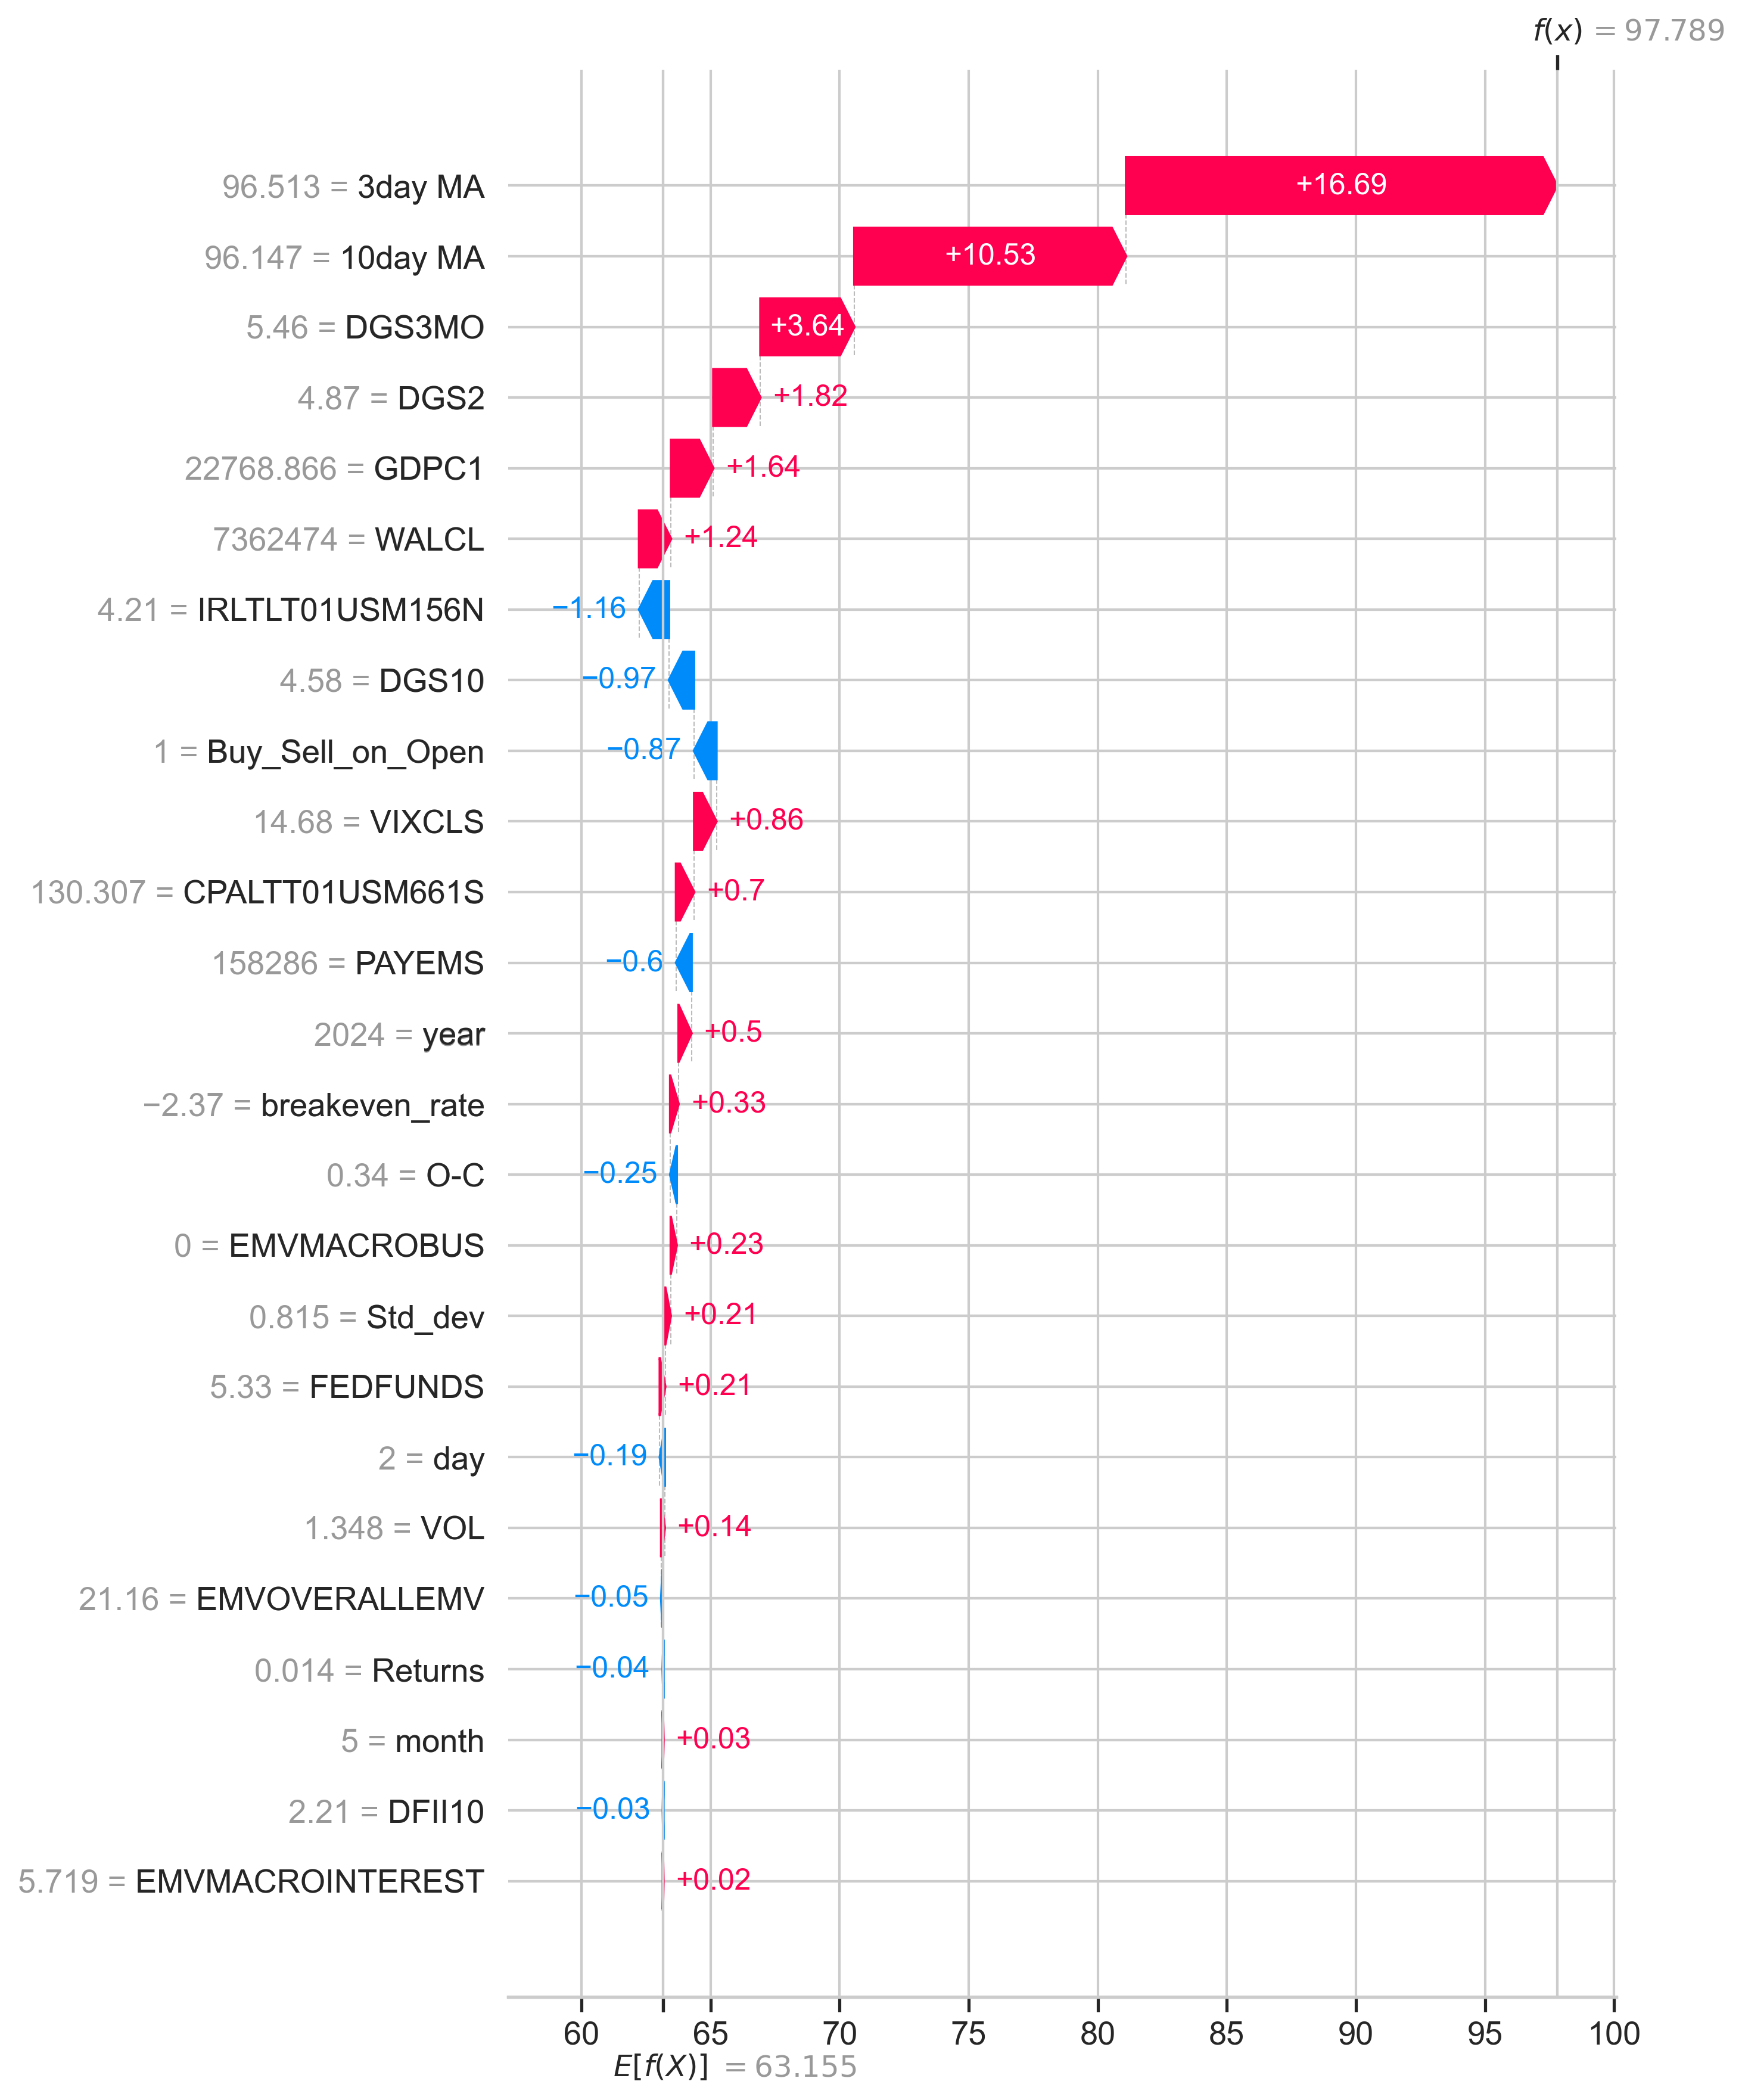 f(x) = 97.789
96.513 = 3day MA +16.69
96.147 = 10day MA +10.53
5.46 = DGS3MO +3.64
4.87 = DGS2 +1.82
22768.866 = GDPC1 +1.64
7362474 = WALCL +1.24
4.21 = IRLTLT01USM156N −1.16
4.58 = DGS10 −0.97
1 = Buy_Sell_on_Open −0.87
14.68 = VIXCLS +0.86
130.307 = CPALTT01USM661S +0.7
158286 = PAYEMS −0.6
2024 = year +0.5
−2.37 = breakeven_rate +0.33
0.34 = O-C −0.25
0 = EMVMACROBUS +0.23
0.815 = Std_dev +0.21
5.33 = FEDFUNDS +0.21
2 = day −0.19
1.348 = VOL +0.14
21.16 = EMVOVERALLEMV −0.05
0.014 = Returns −0.04
5 = month +0.03
2.21 = DFII10 −0.03
5.719 = EMVMACROINTEREST +0.02
60 65 70 75 80 85 90 95 100
E[f(X)] = 63.155